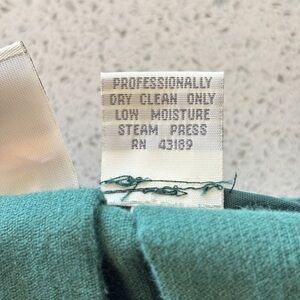 PROFESSIONALLY
DRY CLEAN ONLY
LOW MOISTURE
STEAM PRESS
RN 43189